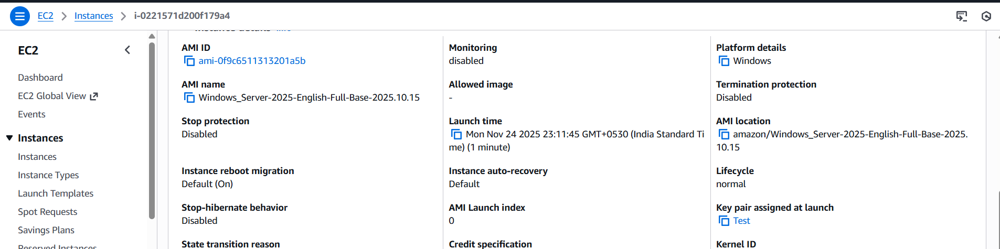 EC2 > Instances > i-0221571d200f179a4
EC2
Dashboard
EC2 Global View
Events
Instances
Instances
Instance Types
Launch Templates
Spot Requests
Savings Plans
Reserved Instances
Instance details Info
AMI ID
ami-0f9c6511313201a5b
Monitoring
disabled
Platform details
Windows
AMI name
Windows_Server-2025-English-Full-Base-2025.10.15
Allowed image
-
Termination protection
Disabled
Stop protection
Disabled
Launch time
Mon Nov 24 2025 23:11:45 GMT+0530 (India Standard Ti
me) (1 minute)
AMI location
amazon/Windows_Server-2025-English-Full-Base-2025.
10.15
Instance reboot migration
Default (On)
Instance auto-recovery
Default
Lifecycle
normal
Stop-hibernate behavior
Disabled
AMI Launch index
0
Key pair assigned at launch
Test
State transition reason
Credit specification
Kernel ID